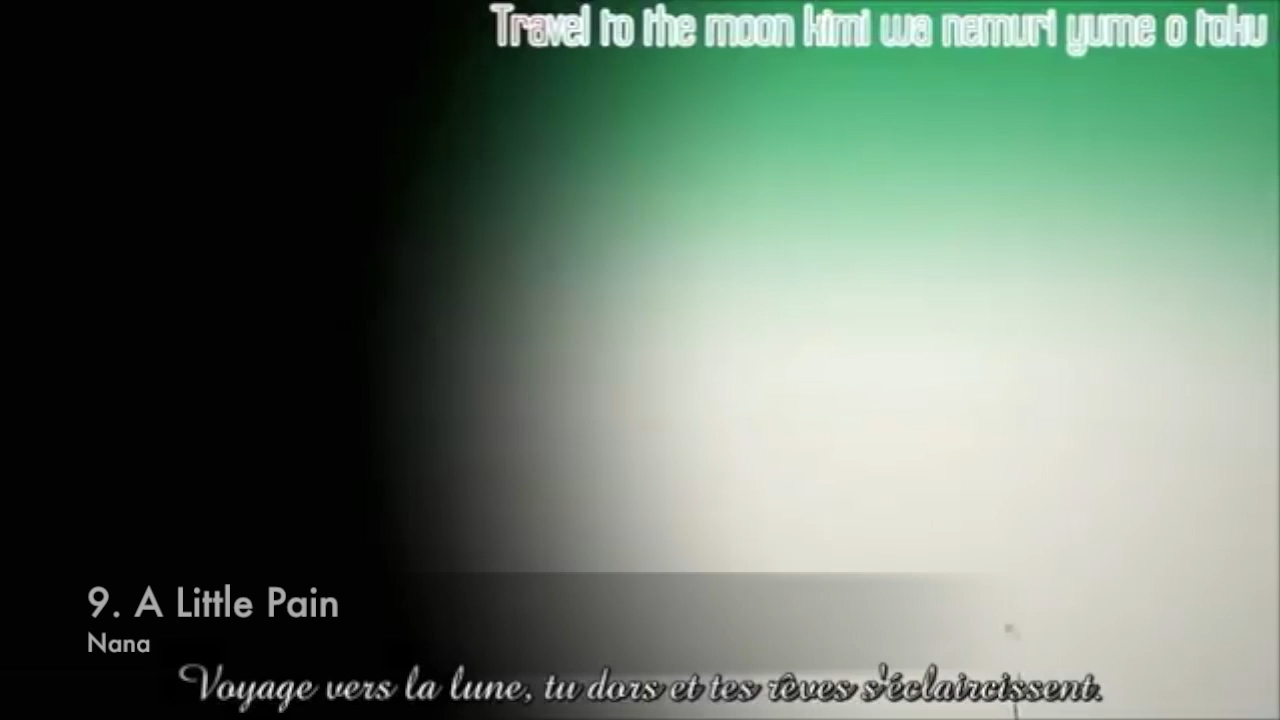 Travel to the moon kimi wa nemuri yume o toku
9. A Little Pain
Nana
Voyage vers la lune, tu dors et tes rêves s'éclaircissent.